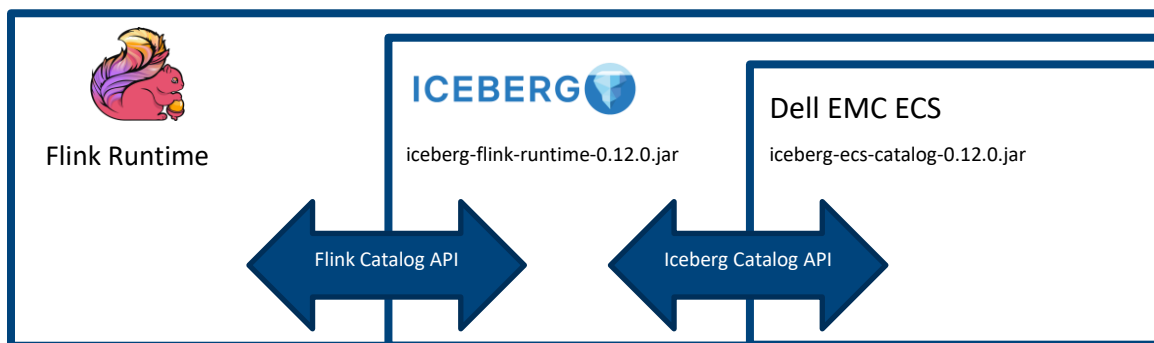 Flink Runtime
ICEBERG
iceberg-flink-runtime-0.12.0.jar
Dell EMC ECS
iceberg-ecs-catalog-0.12.0.jar
Flink Catalog API
Iceberg Catalog API